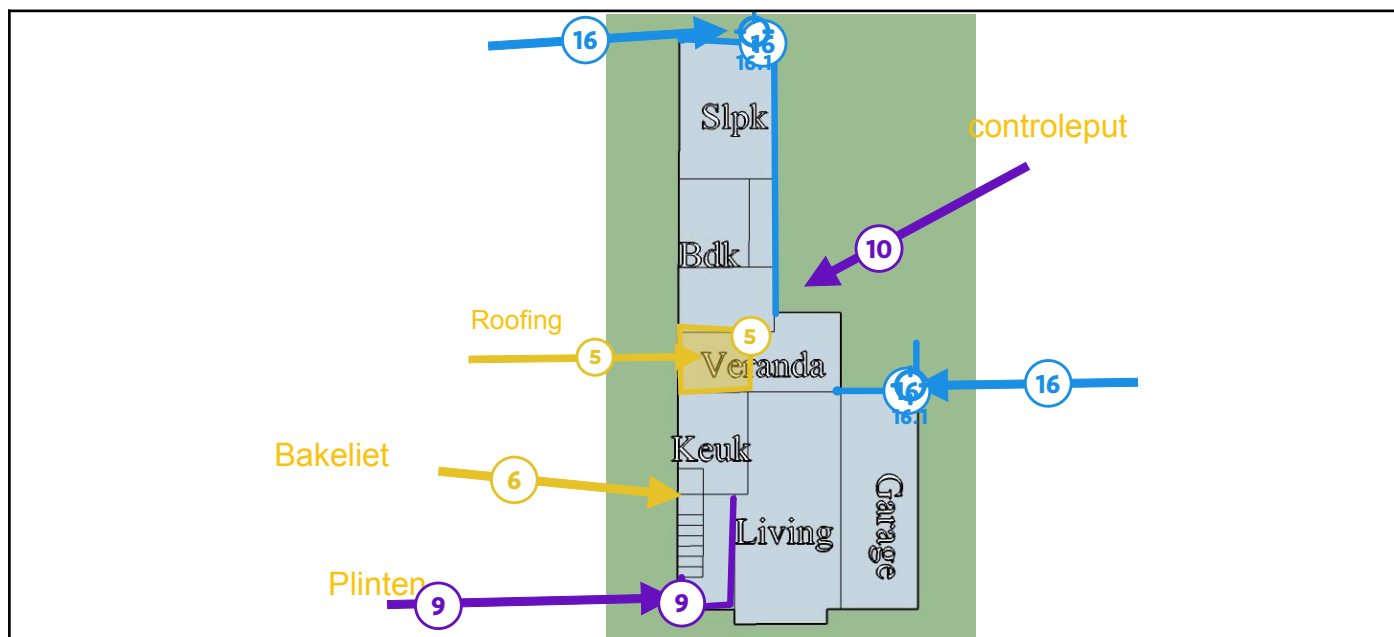 16
16
16.1
Slpk
controleput
10
Bdk
Roofing
5
5
Veranda
16
16
16.1
Keuk
Bakeliet
6
Living
Garage
Plinten
9
9